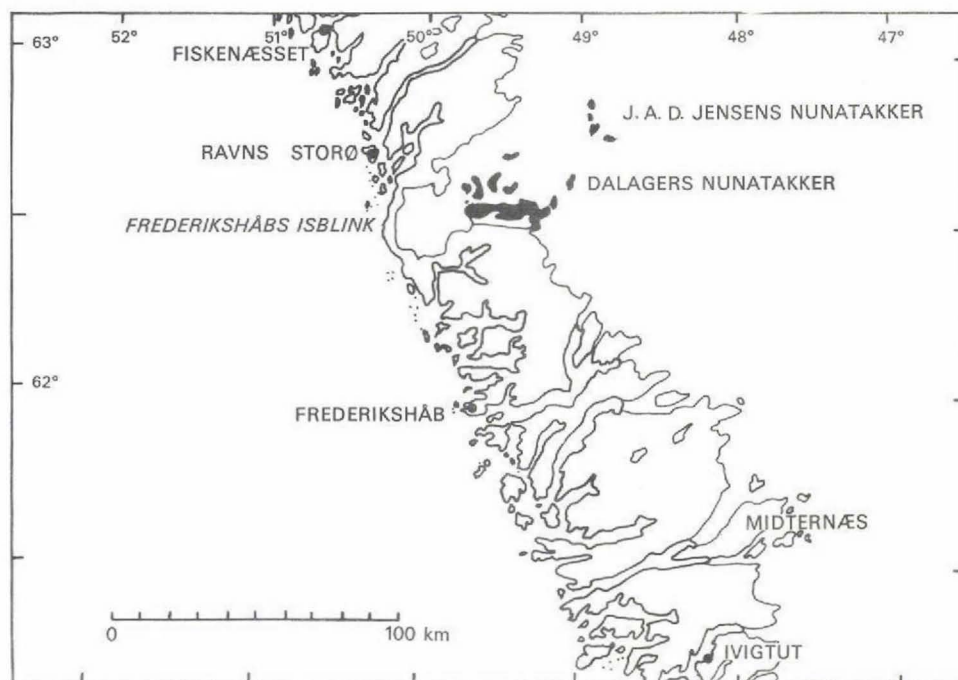 63°
52°
51°
50°
49°
48°
47°
FISKENÆSSET
J. A. D. JENSENS NUNATAKKER
RAVNS STORØ
DALAGERS NUNATAKKER
FREDERIKSHÅBS ISBLINK
62°
FREDERIKSHÅB
MIDTERNÆS
0
100 km
IVIGTUT